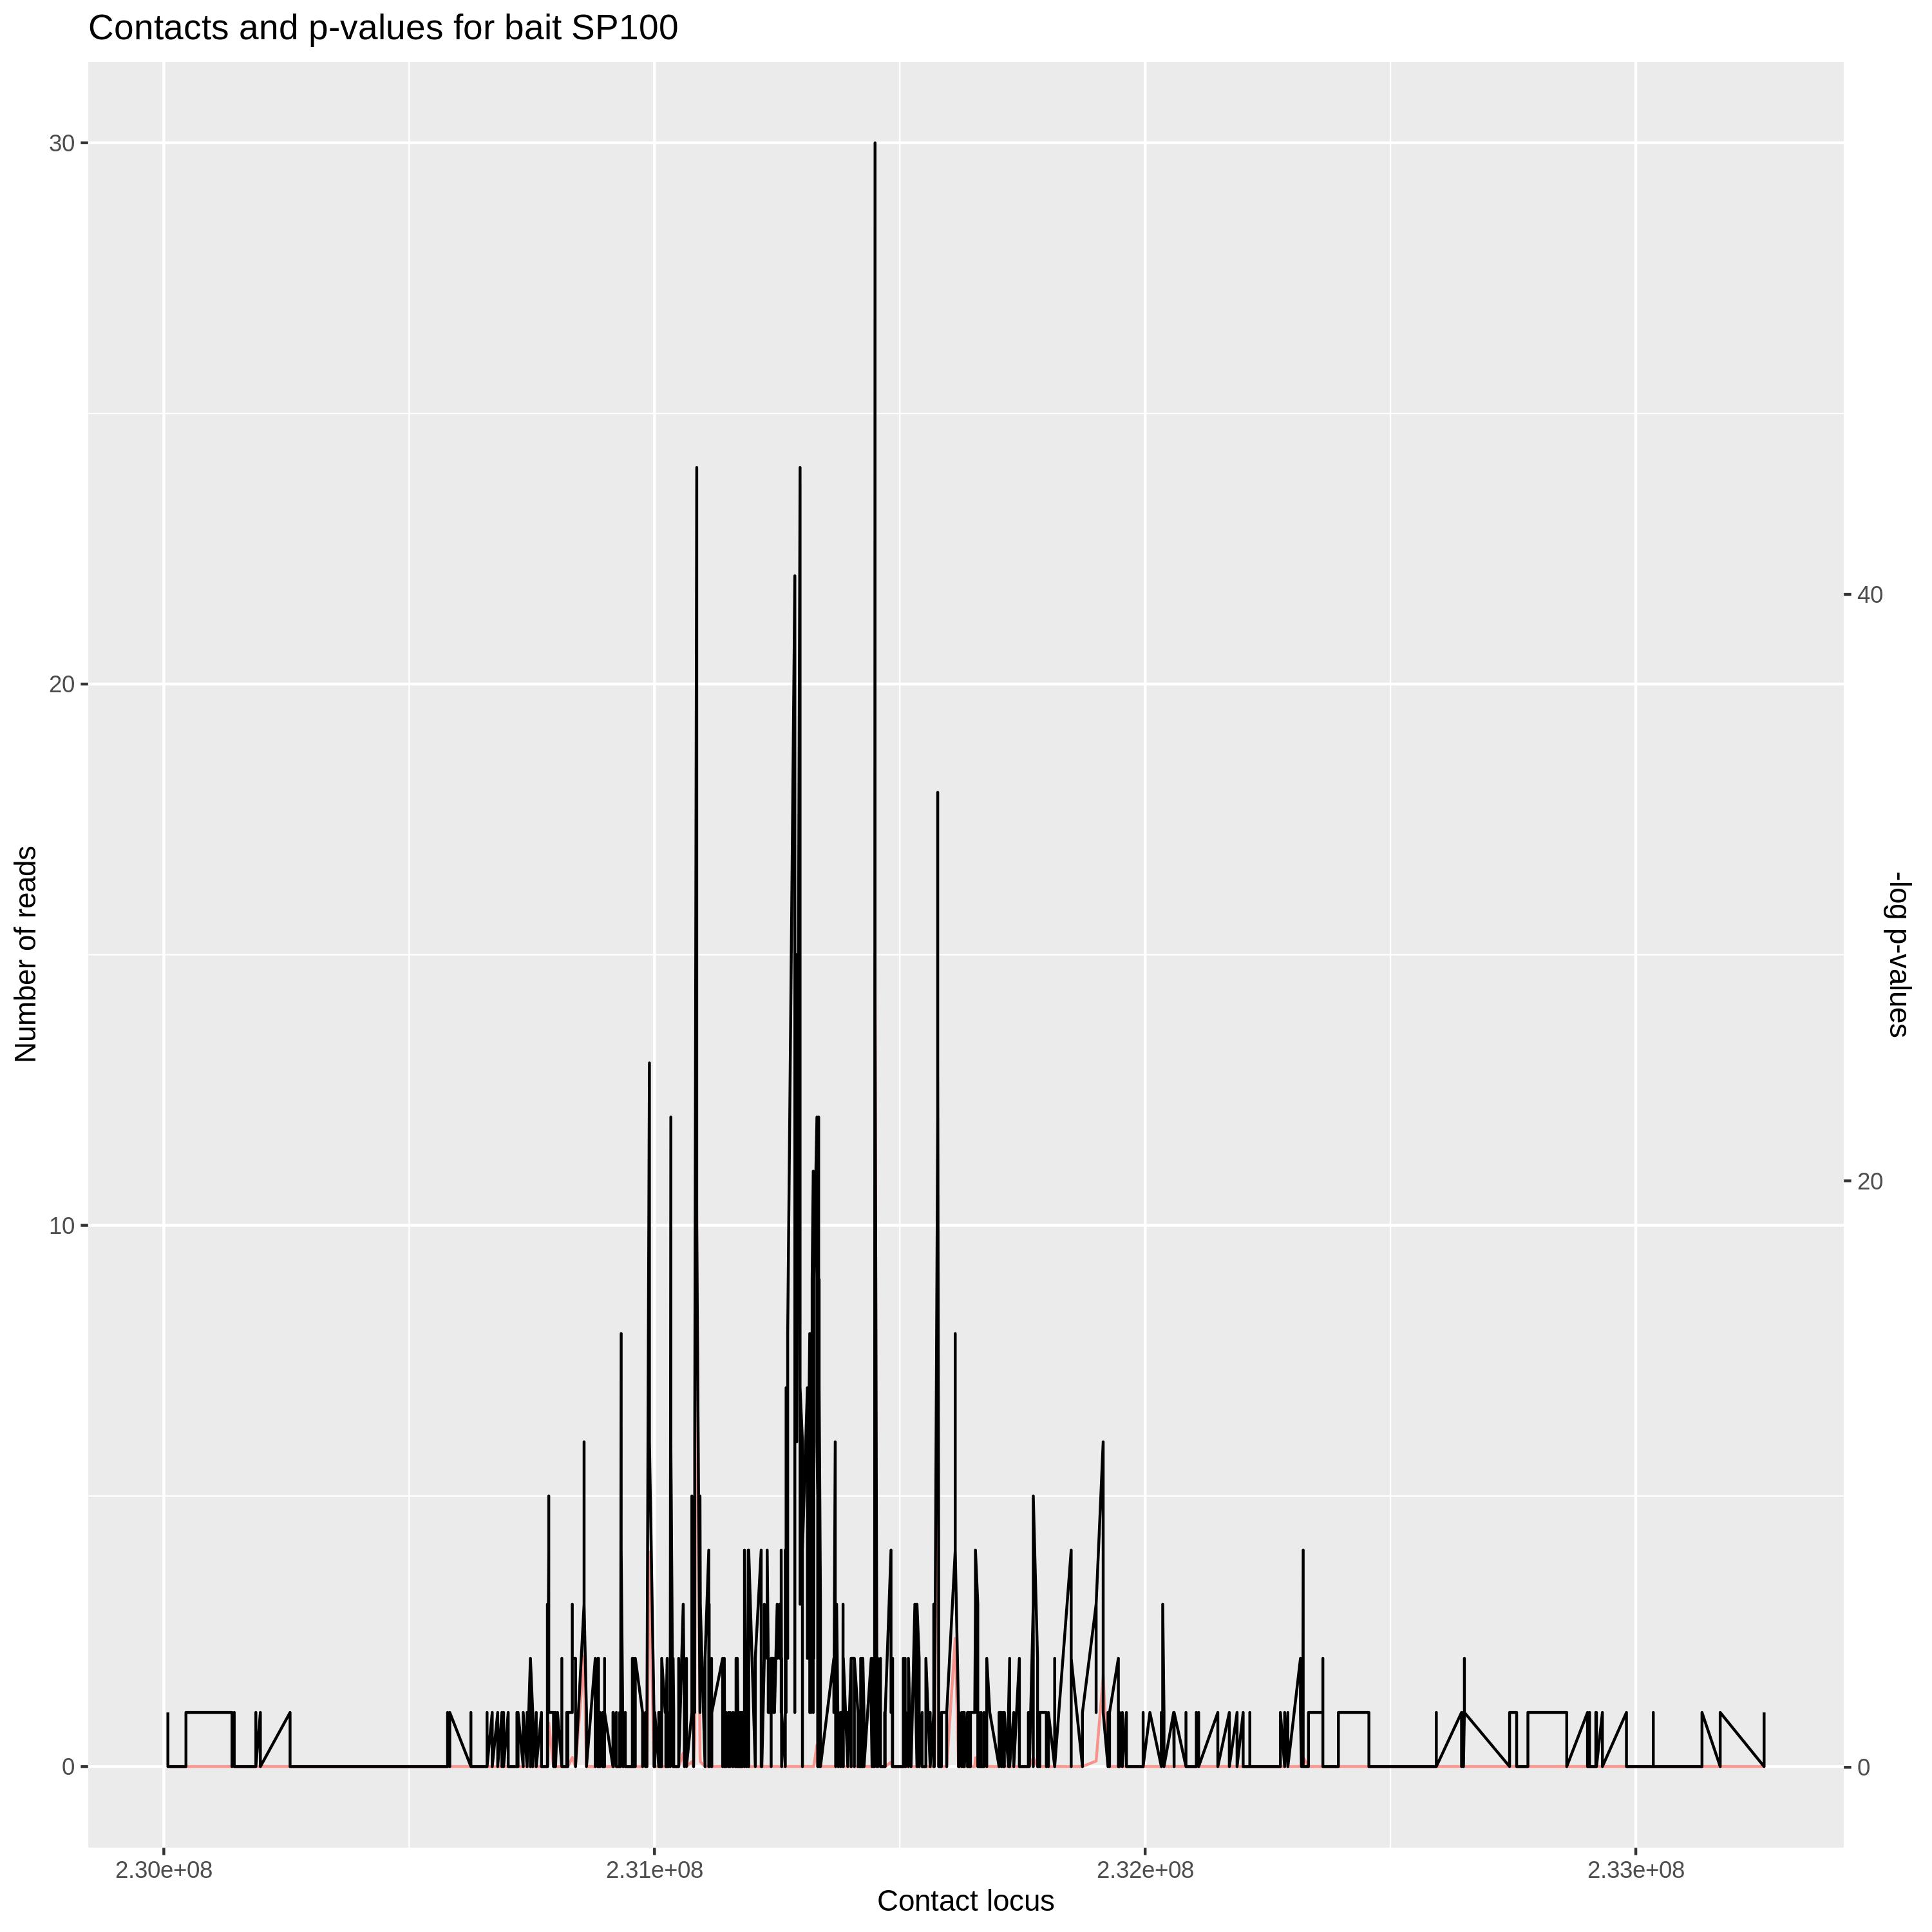 Contacts and p-values for bait SP100
30
20
10
0
Number of reads
40
20
0
-log p-values
2.30e+08
2.31e+08
2.32e+08
2.33e+08
Contact locus